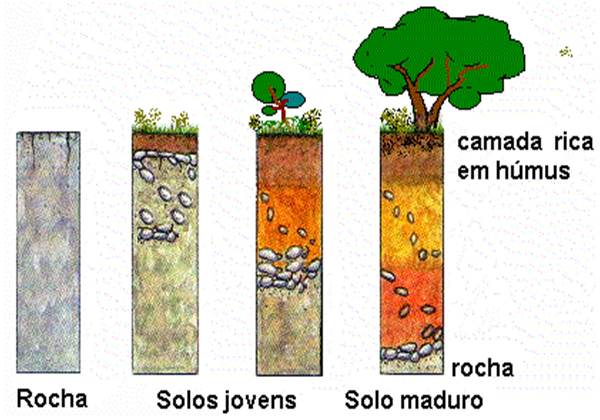 camada rica
em húmus
rocha
Rocha
Solos jovens
Solo maduro